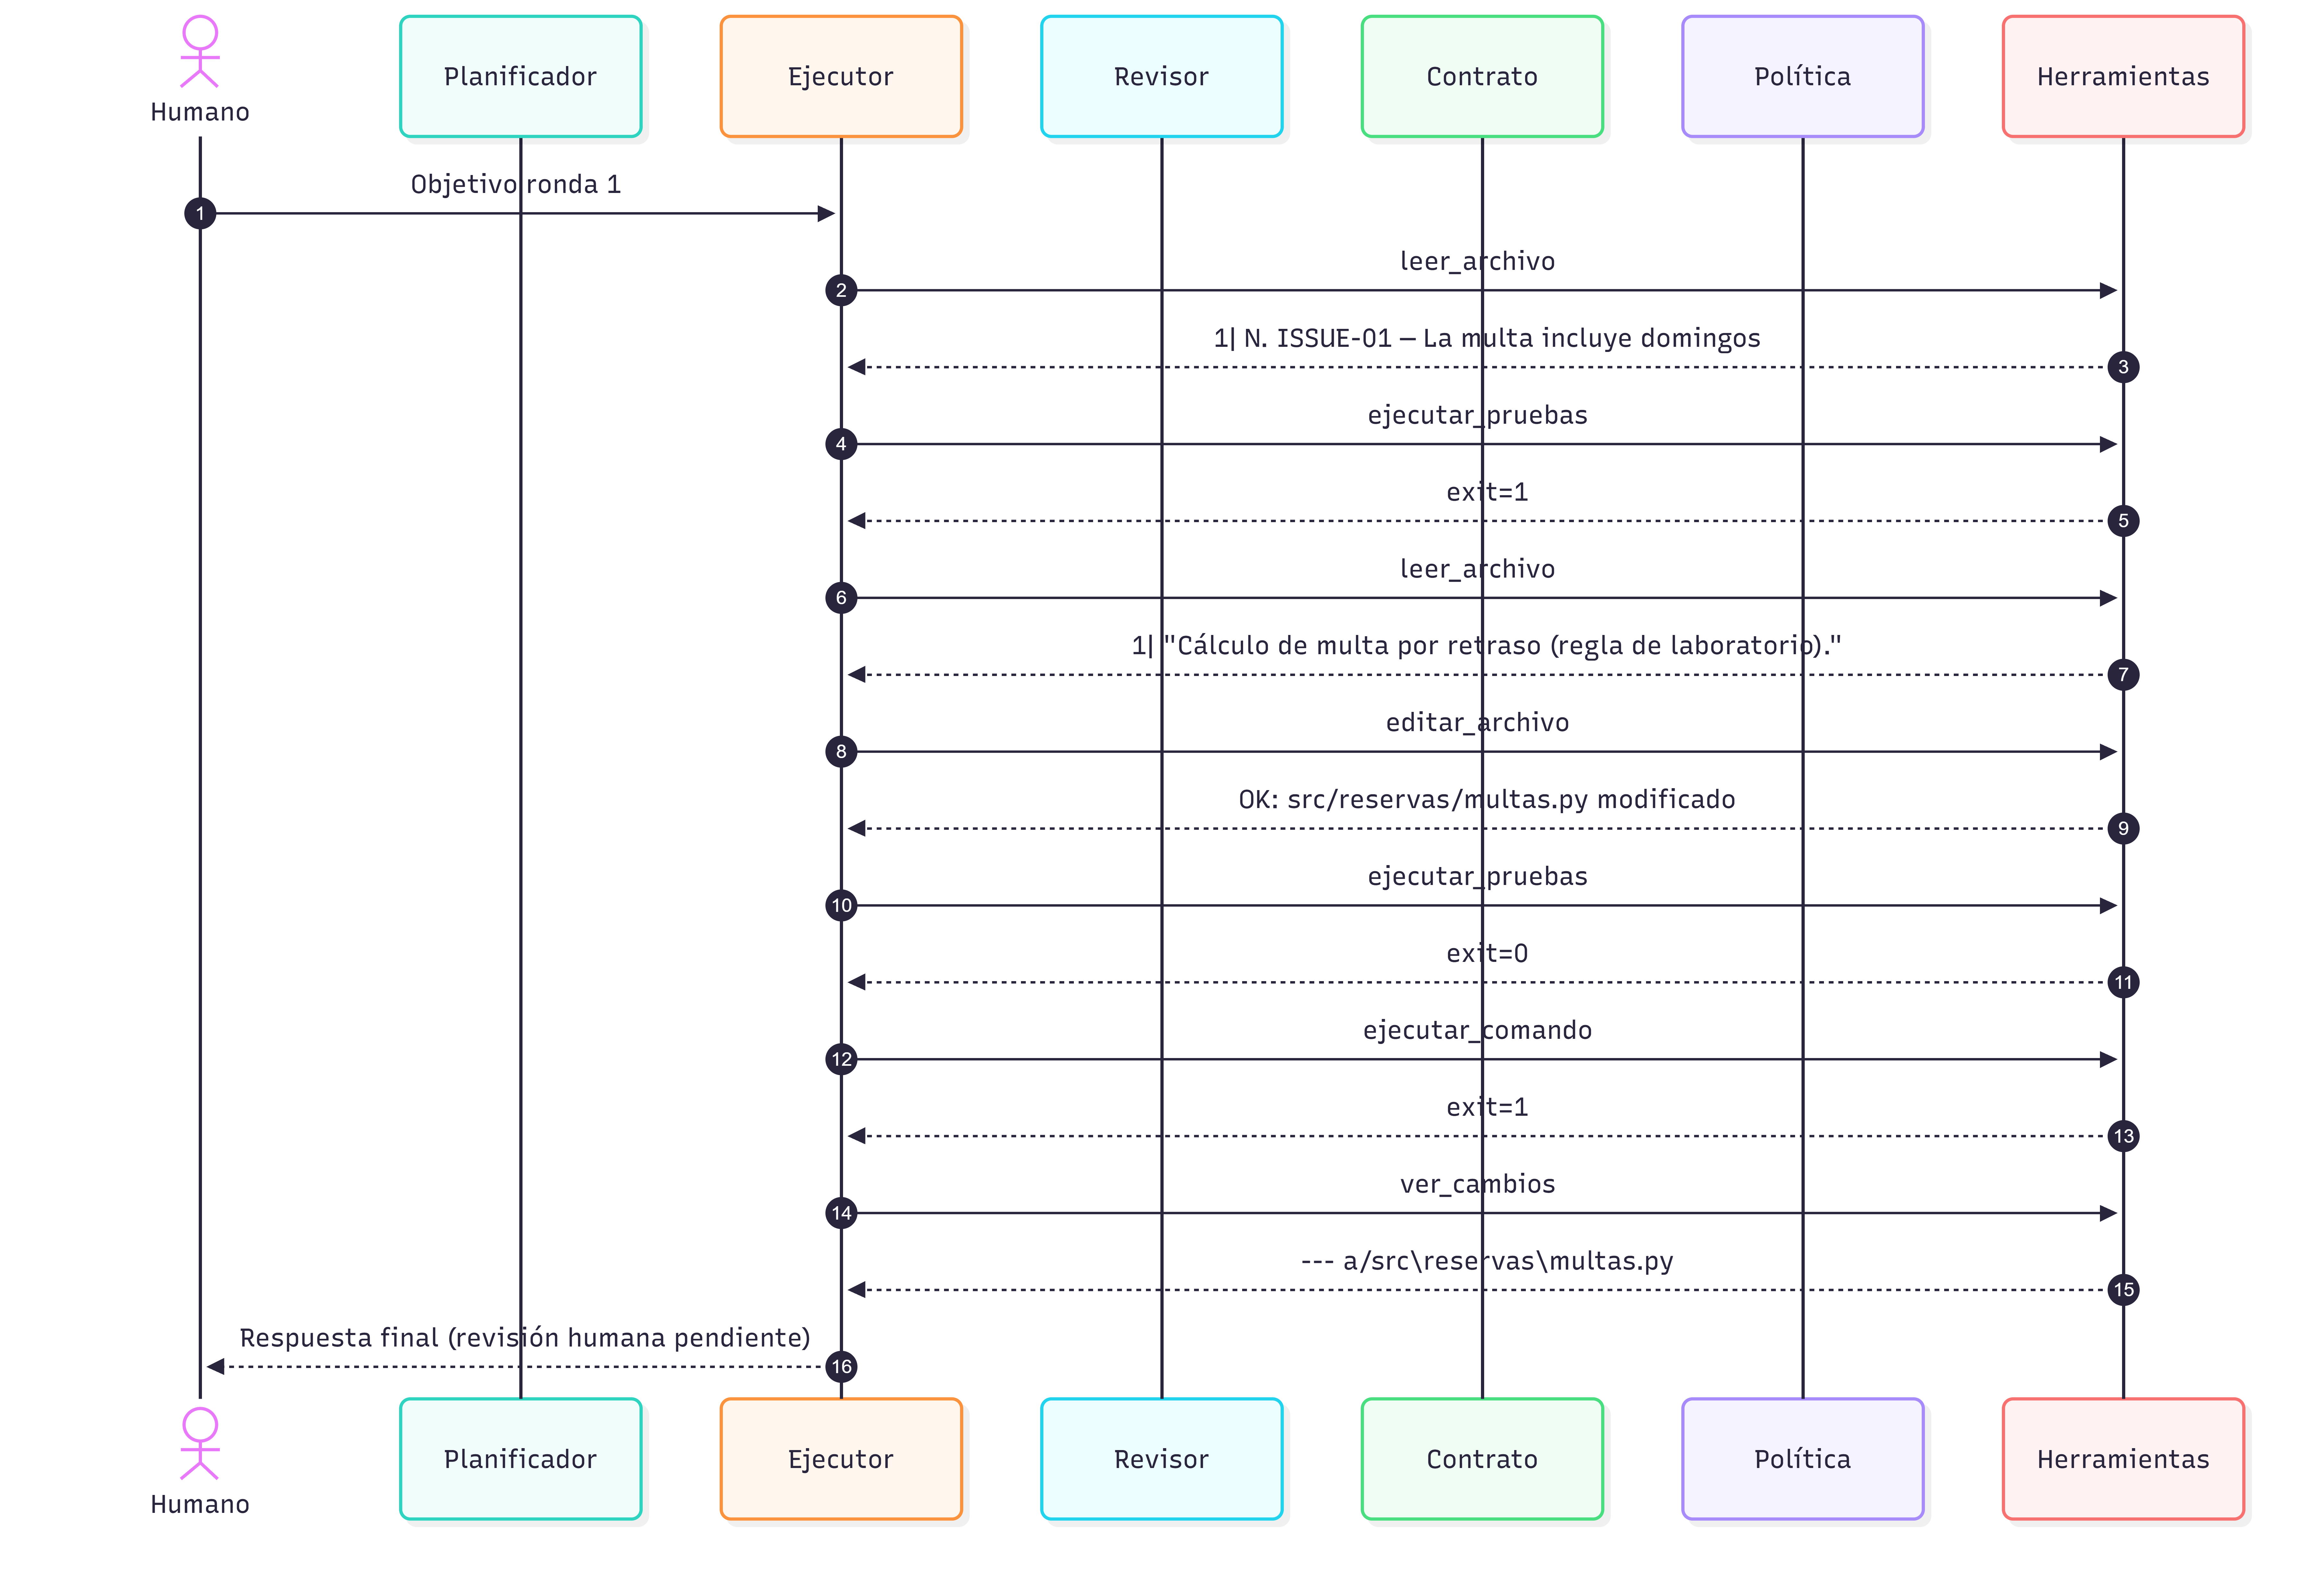 Humano
Planificador
Ejecutor
Revisor
Contrato
Política
Herramientas
Objetivo ronda 1
1
leer_archivo
2
1| N. ISSUE-01 — La multa incluye domingos
3
ejecutar_pruebas
4
exit=1
5
leer_archivo
6
1| "Cálculo de multa por retraso (regla de laboratorio)."
7
editar_archivo
8
OK: src/reservas/multas.py modificado
9
ejecutar_pruebas
10
exit=0
11
ejecutar_comando
12
exit=1
13
ver_cambios
14
--- a/src\reservas\multas.py
15
Respuesta final (revisión humana pendiente)
16
Humano
Planificador
Ejecutor
Revisor
Contrato
Política
Herramientas